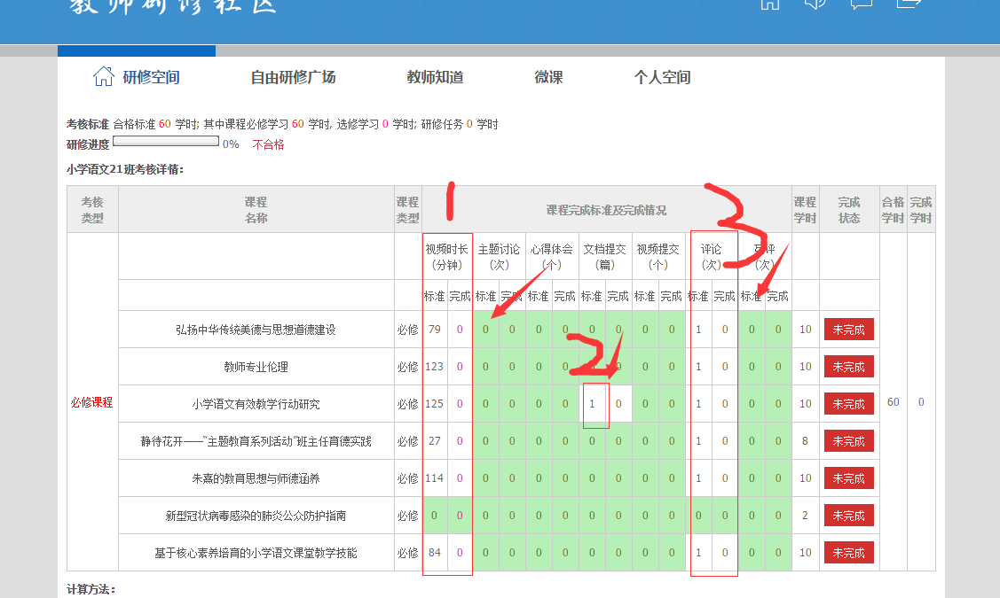 教师研修社区
研修空间 自由研修广场 教师知道 微课 个人空间
考核标准 合格标准 60 学时; 其中课程必修学习 60 学时, 选修学习 0 学时; 研修任务 0 学时
研修进度 0% 不合格
小学语文21班考核详情：
考核类型 课程名称 课程类型 课程完成标准及完成情况 课程学时 完成状态 合格学时 完成学时
1 2 3
视频时长（分钟） 主题讨论（次） 心得体会（个） 文档提交（篇） 视频提交（个） 评论（次） 互评（次）
标准 完成 标准 完成 标准 完成 标准 完成 标准 完成 标准 完成 标准 完成
必修课程
弘扬中华传统美德与思想道德建设 必修 79 0 0 0 0 0 0 0 0 0 1 0 0 0 10 未完成
教师专业伦理 必修 123 0 0 0 0 0 0 0 0 0 1 0 0 0 10 未完成
小学语文有效教学行动研究 必修 125 0 0 0 0 0 1 0 0 0 1 0 0 0 10 未完成 60 0
静待花开——“主题教育系列活动”班主任育德实践 必修 27 0 0 0 0 0 0 0 0 0 1 0 0 0 8 未完成
朱嘉的教育思想与师德涵养 必修 114 0 0 0 0 0 0 0 0 0 1 0 0 0 10 未完成
新型冠状病毒感染的肺炎公众防护指南 必修 0 0 0 0 0 0 0 0 0 0 0 0 0 0 2 未完成
基于核心素养培育的小学语文课堂教学技能 必修 84 0 0 0 0 0 0 0 0 0 1 0 0 0 10 未完成
计算方法：